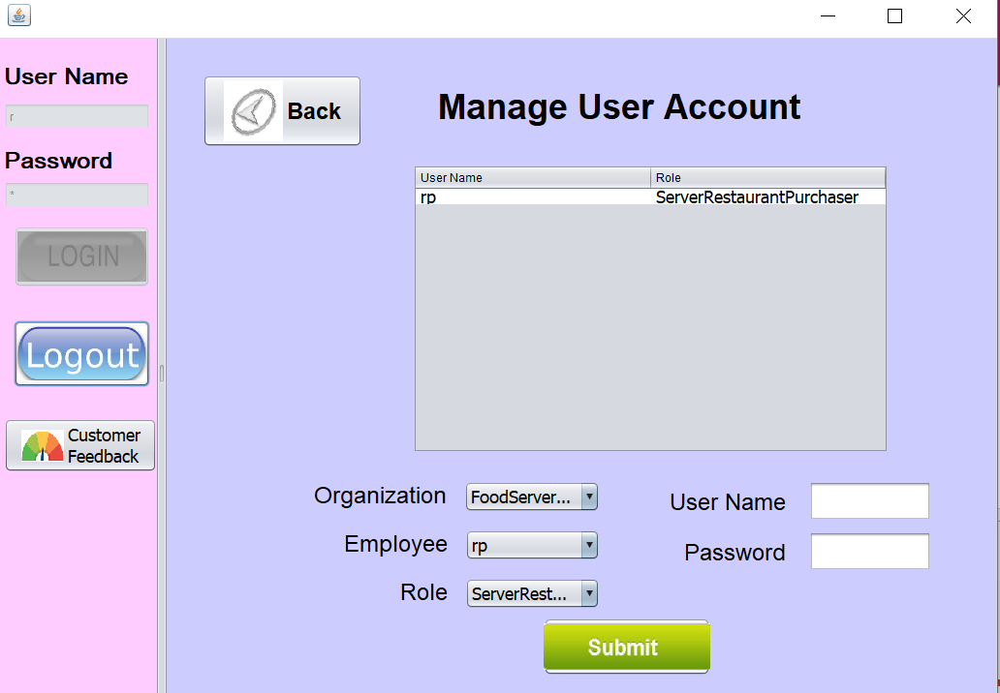 User Name
r
Password
*
LOGIN
Logout
Customer
Feedback
Back
Manage User Account
User Name Role
rp ServerRestaurantPurchaser
Organization FoodServer...
Employee rp
Role ServerRest...
User Name
Password
Submit